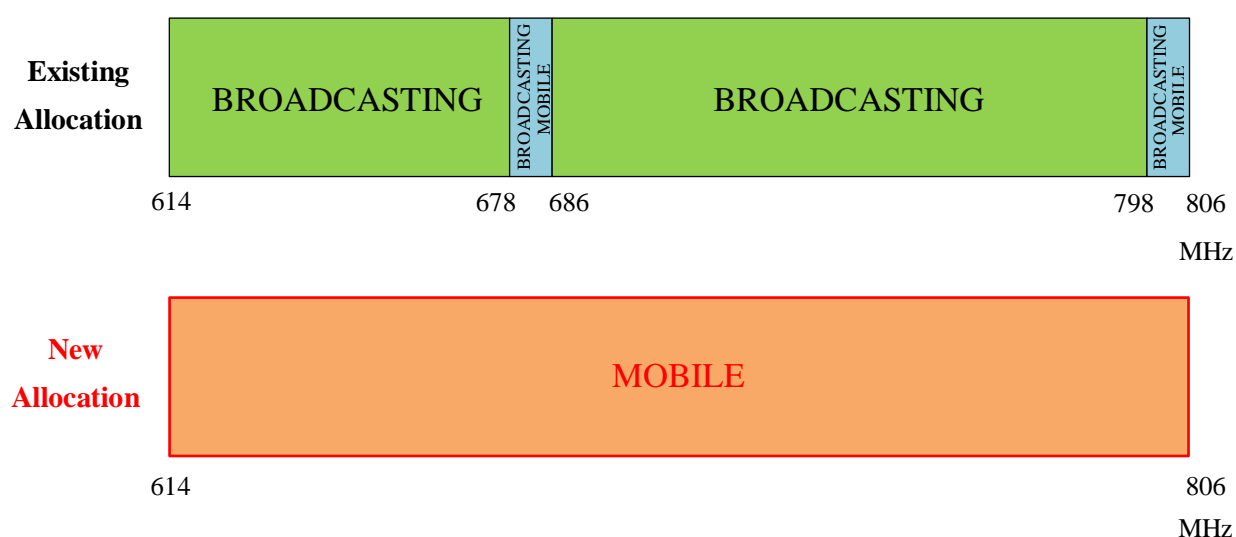 Existing
Allocation
BROADCASTING
BROADCASTING
MOBILE
BROADCASTING
BROADCASTING
MOBILE
614
678
686
798
806
MHz
New
Allocation
MOBILE
614
806
MHz